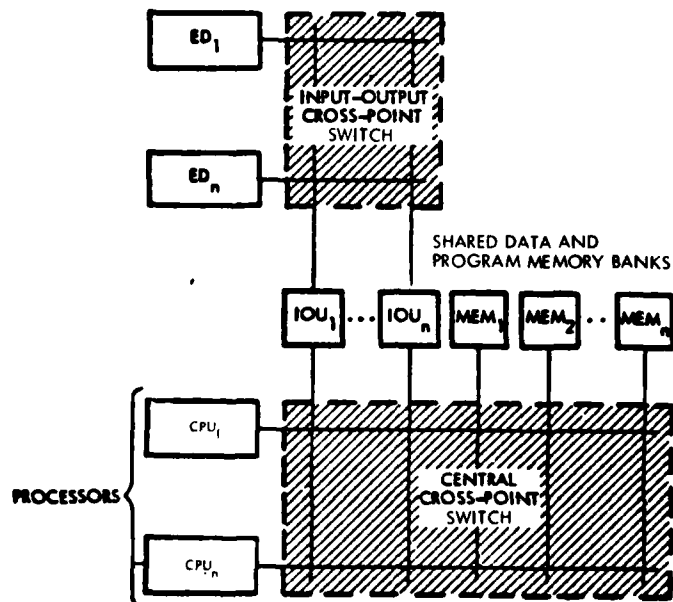 ED1
INPUT-OUTPUT
CROSS-POINT
SWITCH
EDn
SHARED DATA AND
PROGRAM MEMORY BANKS
IOU1 ... IOUn MEM1 MEM2 .. MEMn
CPU1
PROCESSORS
CENTRAL
CROSS-POINT
SWITCH
CPUn